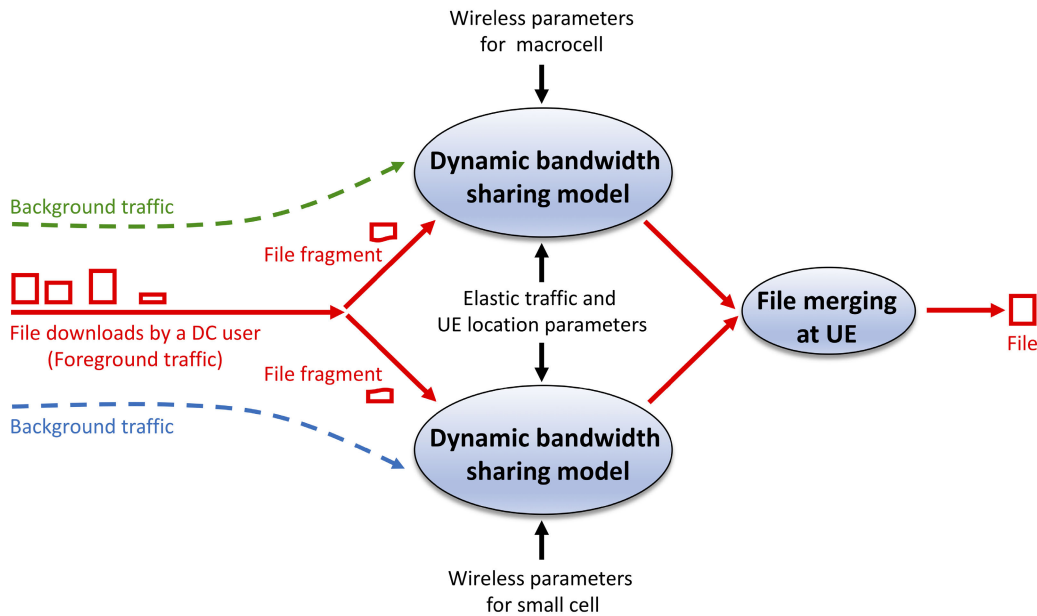 Wireless parameters
for macrocell
Dynamic bandwidth
sharing model
Background traffic
File fragment
Elastic traffic and
UE location parameters
File downloads by a DC user
(Foreground traffic)
File merging
at UE
File
File fragment
Background traffic
Dynamic bandwidth
sharing model
Wireless parameters
for small cell